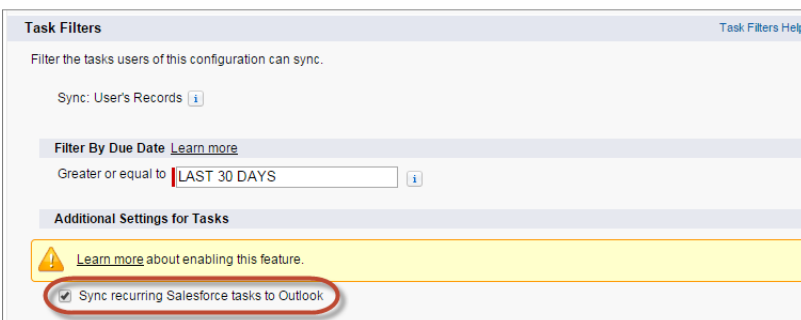 Task Filters
Task Filters Help
Filter the tasks users of this configuration can sync.
Sync: User's Records i
Filter By Due Date Learn more
Greater or equal to LAST 30 DAYS i
Additional Settings for Tasks
Learn more about enabling this feature.
Sync recurring Salesforce tasks to Outlook